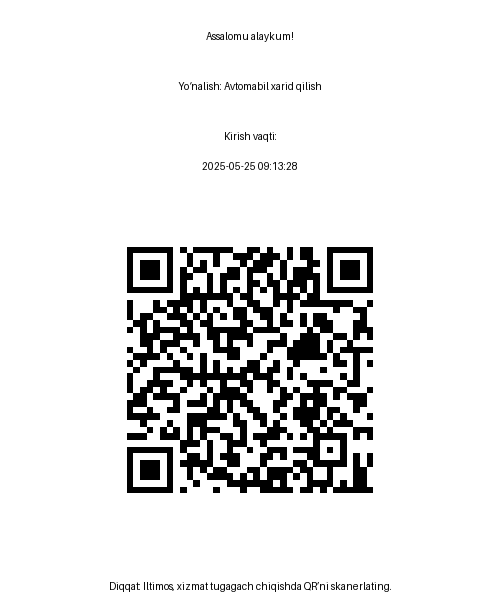 Assalomu alaykum!
Yo'nalish: Avtomabil xarid qilish
Kirish vaqti:
2025-05-25 09:13:28
Diqqat: Iltimos, xizmat tugagach chiqishda QR'ni skanerlating.